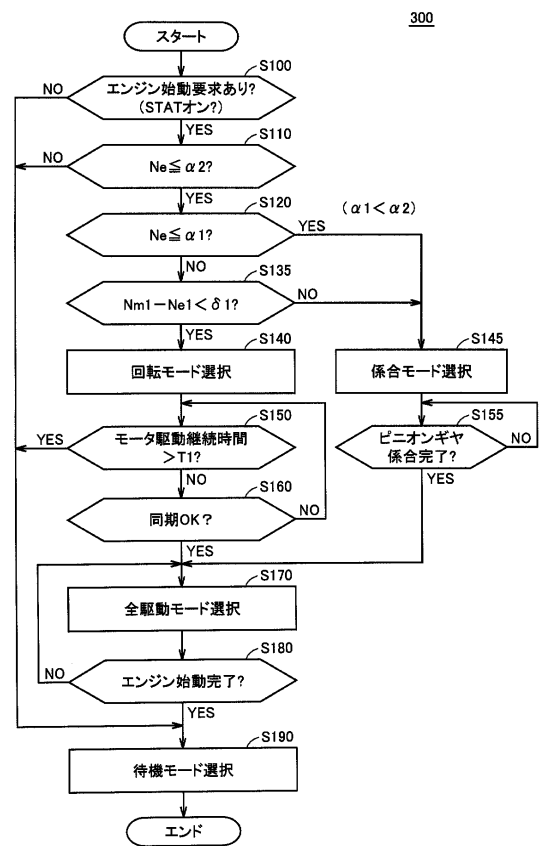 300
スタート
S100
エンジン始動要求あり?
(STATオン?)
NO
YES
S110
Ne≦α2?
NO
YES
S120
Ne≦α1?
YES
(α1<α2)
NO
S135
Nm1-Ne1<δ1?
NO
YES
S140
回転モード選択
S145
係合モード選択
S150
モータ駆動継続時間
>T1?
YES
NO
S155
ピニオンギヤ
係合完了?
NO
YES
S160
同期OK?
NO
YES
S170
全駆動モード選択
S180
エンジン始動完了?
NO
YES
S190
待機モード選択
エンド